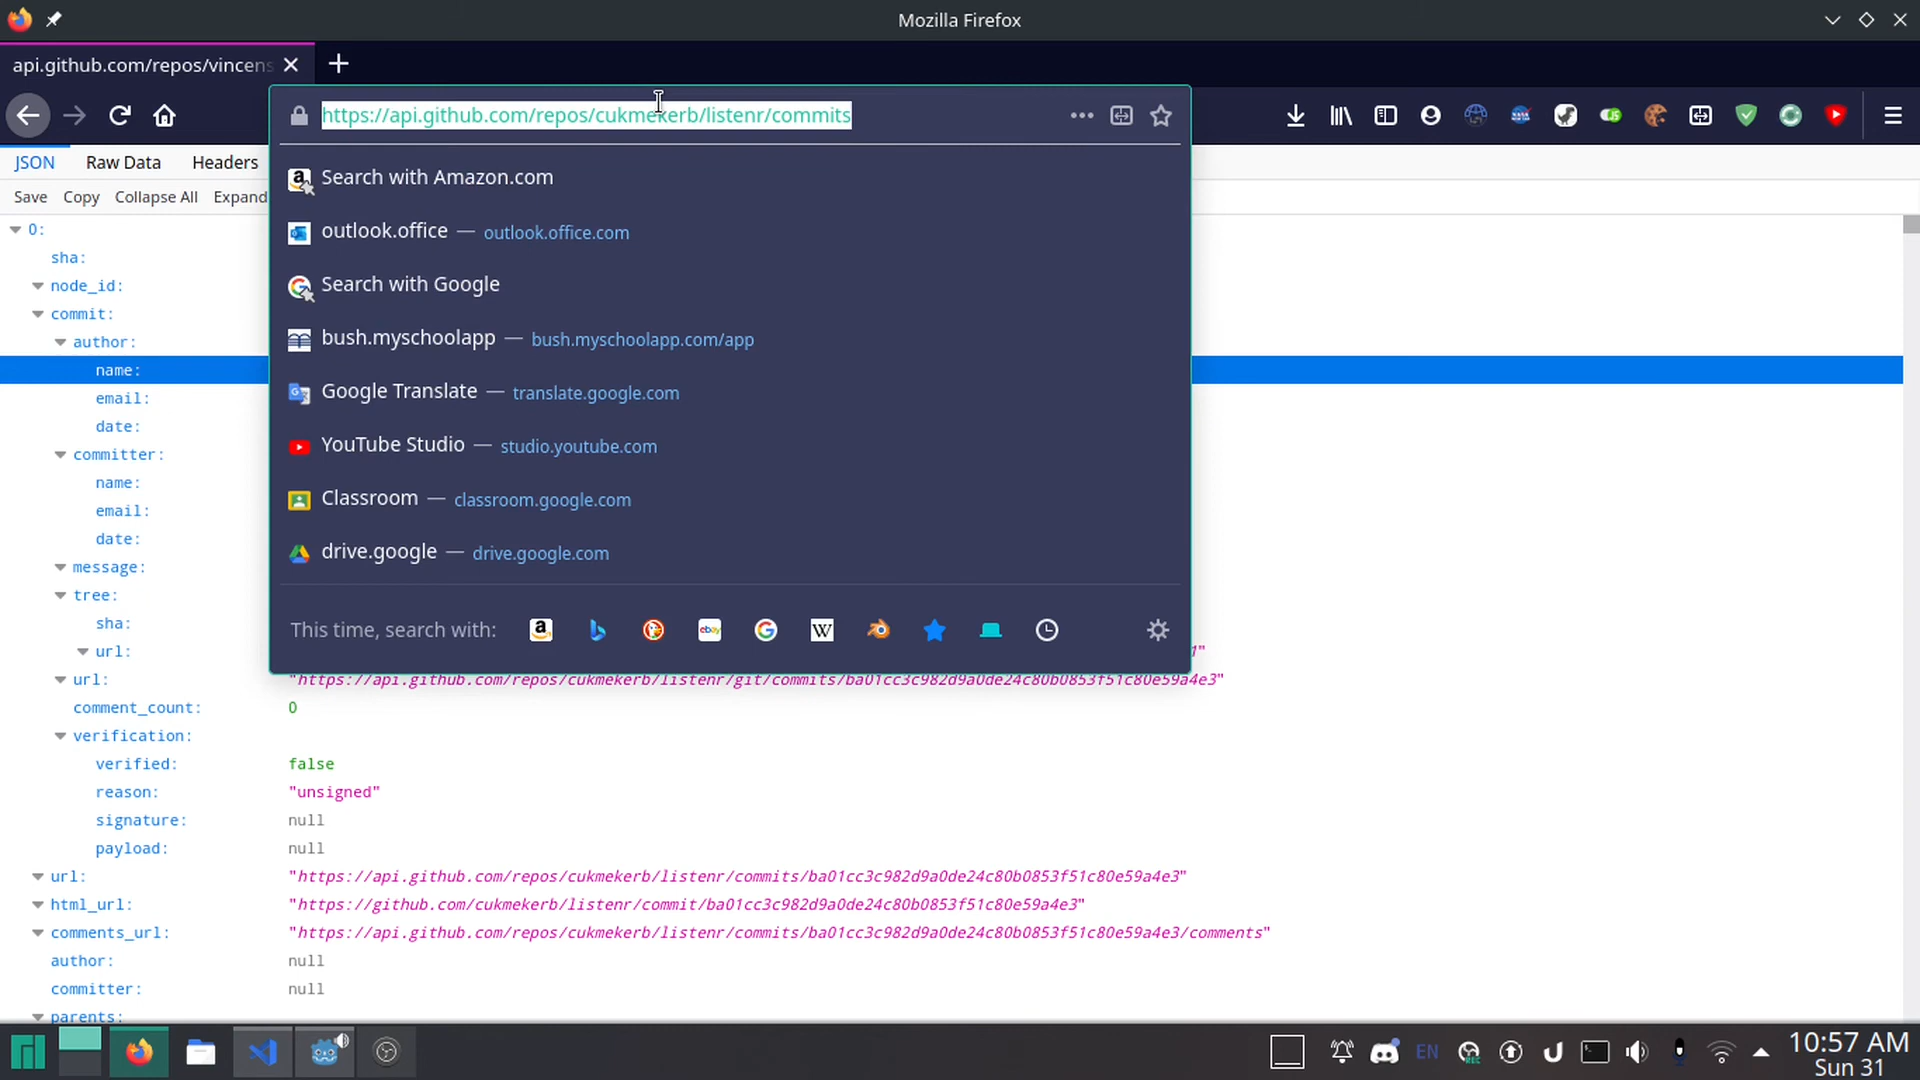 Mozilla Firefox
api.github.com/repos/vincens
https://api.github.com/repos/cukmekerb/listenr/commits
JSON
Raw Data
Headers
Search with Amazon.com
Save
Copy
Collapse All
Expand
outlook.office — outlook.office.com
0:
sha:
Search with Google
node_id:
commit:
bush.myschoolapp — bush.myschoolapp.com/app
author:
name:
Google Translate — translate.google.com
email:
date:
YouTube Studio — studio.youtube.com
committer:
name:
Classroom — classroom.google.com
email:
date:
drive.google — drive.google.com
message:
tree:
sha:
This time, search with:
url:
1"
url: "https://api.github.com/repos/cukmekerb/listenr/git/commits/ba01cc3c982d9a0de24c80b0853f51c80e59a4e3"
comment_count: 0
verification:
verified: false
reason: "unsigned"
signature: null
payload: null
url: "https://api.github.com/repos/cukmekerb/listenr/commits/ba01cc3c982d9a0de24c80b0853f51c80e59a4e3"
html_url: "https://github.com/cukmekerb/listenr/commit/ba01cc3c982d9a0de24c80b0853f51c80e59a4e3"
comments_url: "https://api.github.com/repos/cukmekerb/listenr/commits/ba01cc3c982d9a0de24c80b0853f51c80e59a4e3/comments"
author: null
committer: null
parents:
EN
REC
10:57 AM
Sun 31